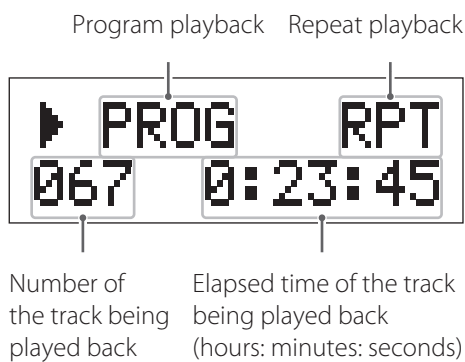 Program playback Repeat playback
PROG RPT
067 0:23:45
Number of
the track being
played back
Elapsed time of the track
being played back
(hours: minutes: seconds)